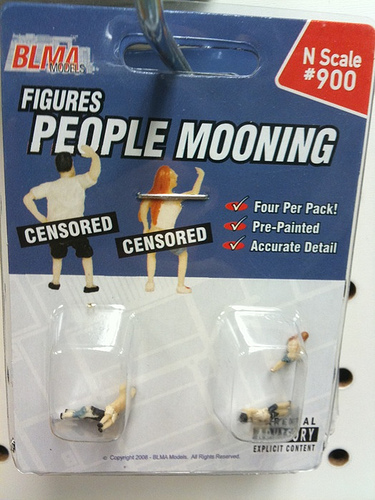 BLMA
MODELS
N Scale
#900
FIGURES
PEOPLE MOONING
CENSORED
CENSORED
Four Per Pack!
Pre-Painted
Accurate Detail
EXPLICIT CONTENT
© Copyright 2008 - BLMA Models. All Rights Reserved.